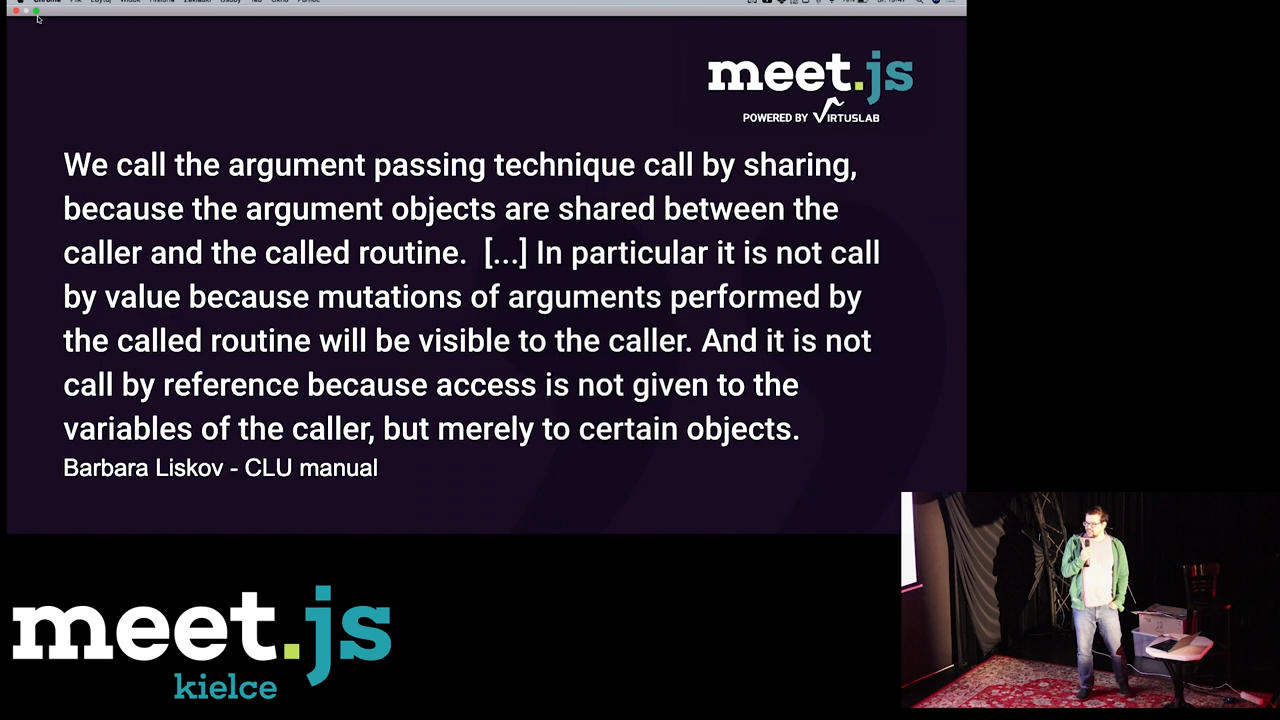 meet.js
POWERED BY VIRTUSLAB
We call the argument passing technique call by sharing,
because the argument objects are shared between the
caller and the called routine. [...] In particular it is not call
by value because mutations of arguments performed by
the called routine will be visible to the caller. And it is not
call by reference because access is not given to the
variables of the caller, but merely to certain objects.
Barbara Liskov - CLU manual
meet.js
kielce